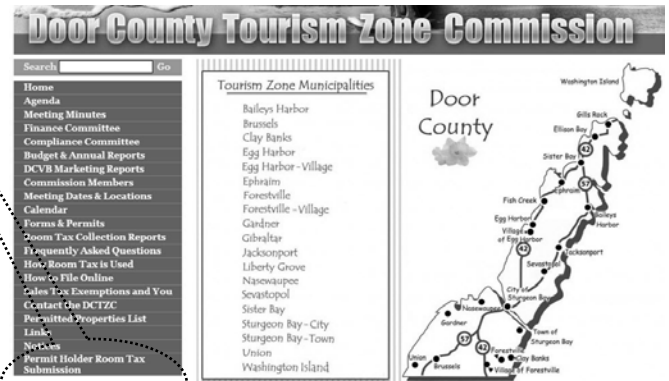 Door County Tourism Zone Commission
Search
Go
Home
Agenda
Meeting Minutes
Finance Committee
Compliance Committee
Budget & Annual Reports
DCVB Marketing Reports
Commission Members
Meeting Dates & Locations
Calendar
Forms & Permits
Room Tax Collection Reports
Frequently Asked Questions
How Room Tax is Used
How to File Online
Sales Tax Exemptions and You
Contact the DCTZC
Permitted Properties List
Links
Notices
Permit Holder Room Tax
Submission
Tourism Zone Municipalities
Baileys Harbor
Brussels
Clay Banks
Egg Harbor
Egg Harbor - Village
Ephraim
Forestville
Forestville - Village
Gardner
Gibraltar
Jacksonport
Liberty Grove
Nasewaupee
Sevastopol
Sister Bay
Sturgeon Bay - City
Sturgeon Bay - Town
Union
Washington Island
Door
County
Washington Island
Gills Rock
Ellison Bay
42
Sister Bay
57
Ephraim
Fish Creek
Baileys
Harbor
Egg Harbor
Village
of Egg Harbor
42
Jacksonport
Sevastopol
City of
Sturgeon Bay
Nasewaupee
Gardner
Town of
Sturgeon Bay
57
42
Forestville
Union
Brussels
Clay Banks
Village of Forestville